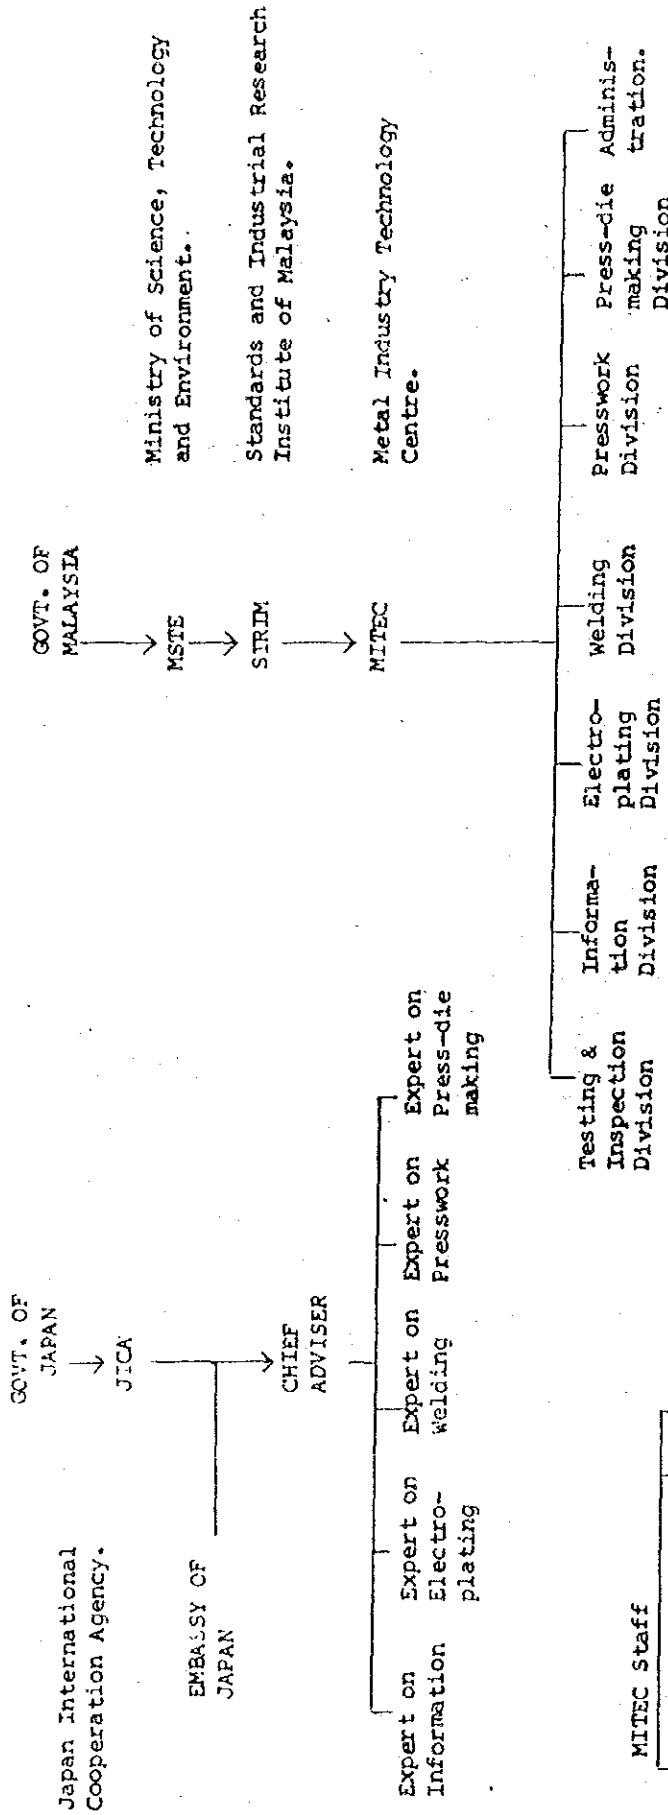 GOVT. OF
JAPAN
Japan International
Cooperation Agency.
JICA
EMBASSY OF
JAPAN
CHIEF
ADVISER
Expert on
Information
Expert on
Electro-
plating
Expert on
Welding
Expert on
Presswork
Expert on
Press-die
making
MITEC Staff
GOVT. OF
MALAYSIA
MSTE
Ministry of Science, Technology
and Environment.
STRIM
Standards and Industrial Research
Institute of Malaysia.
MITEC
Metal Industry Technology
Centre.
Testing &
Inspection
Division
Informa-
tion
Division
Electro-
plating
Division
Welding
Division
Presswork
Division
Press-die
making
Division
Adminis-
tration.